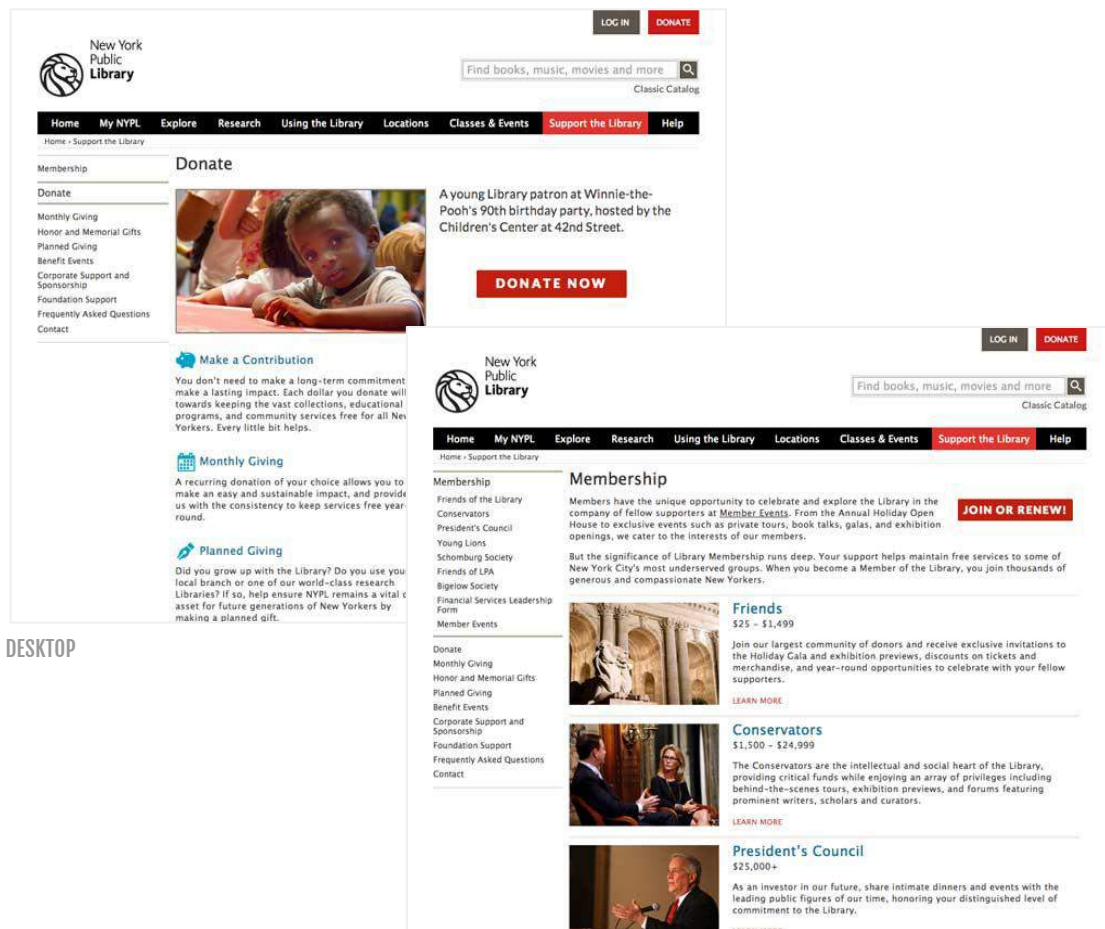 LOG IN DONATE
New York
Public
Library
Find books, music, movies and more
Classic Catalog
Home My NYPL Explore Research Using the Library Locations Classes & Events Support the Library Help
Home › Support the Library
Membership
Donate
Monthly Giving
Honor and Memorial Gifts
Planned Giving
Benefit Events
Corporate Support and
Sponsorship
Foundation Support
Frequently Asked Questions
Contact
Donate
A young Library patron at Winnie-the-
Pooh's 90th birthday party, hosted by the
Children's Center at 42nd Street.
DONATE NOW
Make a Contribution
You don't need to make a long-term commitment
make a lasting impact. Each dollar you donate will
towards keeping the vast collections, educational
programs, and community services free for all New
Yorkers. Every little bit helps.
Monthly Giving
A recurring donation of your choice allows you to
make an easy and sustainable impact, and provide
us with the consistency to keep services free year-
round.
Planned Giving
Did you grow up with the Library? Do you use you
local branch or one of our world-class research
Libraries? If so, help ensure NYPL remains a vital
asset for future generations of New Yorkers by
making a planned gift.
DESKTOP
LOG IN DONATE
New York
Public
Library
Find books, music, movies and more
Classic Catalog
Home My NYPL Explore Research Using the Library Locations Classes & Events Support the Library Help
Home › Support the Library
Membership
Friends of the Library
Conservators
President's Council
Young Lions
Schomburg Society
Friends of LPA
Bigelow Society
Financial Services Leadership
Form
Member Events
Donate
Monthly Giving
Honor and Memorial Gifts
Planned Giving
Benefit Events
Corporate Support and
Sponsorship
Foundation Support
Frequently Asked Questions
Contact
Membership
Members have the unique opportunity to celebrate and explore the Library in the
company of fellow supporters at Member Events. From the Annual Holiday Open
House to exclusive events such as private tours, book talks, galas, and exhibition
openings, we cater to the interests of our members.
JOIN OR RENEW!
But the significance of Library Membership runs deep. Your support helps maintain free services to some of
New York City's most underserved groups. When you become a Member of the Library, you join thousands of
generous and compassionate New Yorkers.
Friends
$25 – $1,499
Join our largest community of donors and receive exclusive invitations to
the Holiday Gala and exhibition previews, discounts on tickets and
merchandise, and year-round opportunities to celebrate with your fellow
supporters.
LEARN MORE
Conservators
$1,500 – $24,999
The Conservators are the intellectual and social heart of the Library,
providing critical funds while enjoying an array of privileges including
behind-the-scenes tours, exhibition previews, and forums featuring
prominent writers, scholars and curators.
LEARN MORE
President's Council
$25,000+
As an investor in our future, share intimate dinners and events with the
leading public figures of our time, honoring your distinguished level of
commitment to the Library.